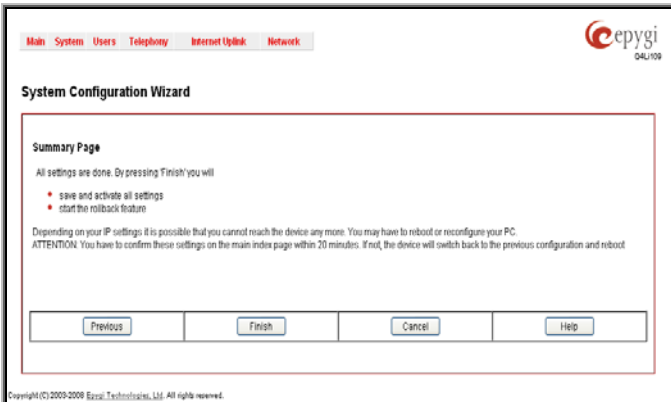 Main System Users Telephony Internet Uplink Network
epygi
Q4Li109
System Configuration Wizard
Summary Page
All settings are done. By pressing 'Finish' you will
save and activate all settings
start the rollback feature
Depending on your IP settings it is possible that you cannot reach the device any more. You may have to reboot or reconfigure your PC.
ATTENTION: You have to confirm these settings on the main index page within 20 minutes. If not, the device will switch back to the previous configuration and reboot
Previous Finish Cancel Help
Copyright (C) 2003-2008 Epygi Technologies, Ltd. All rights reserved.